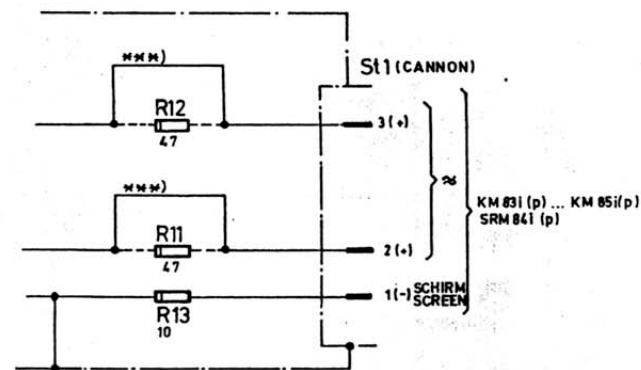 ***)
St1 (CANNON)
R12
47
3(+)
***)
≈
KM 83i (p) ... KM 85i(p)
SRM 84i (p)
R11
47
2(+)
1(-) SCHIRM
SCREEN
R13
10